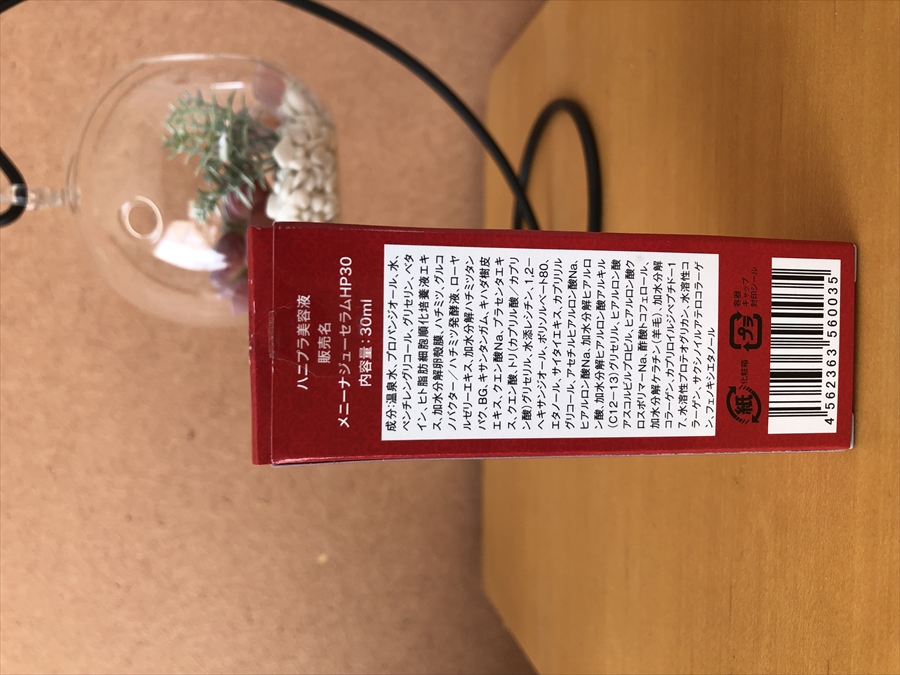 ハニプラ美容液
販売名
メニーナジューセラムHP30
内容量：30ml
成分：温泉水、プロパンジオール、水、
ペンチレングリコール、グリセリン、ベタ
イン、ヒト脂肪細胞順化培養液エキ
ス、加水分解卵殻膜、ハチミツ、グルコ
ノバクター／ハチミツ発酵液、ローヤ
ルゼリーエキス、加水分解ハチミツタン
パク、BG、キサンタンガム、キハダ樹皮
エキス、クエン酸Na、プラセンタエキ
ス、クエン酸、トリ（カプリル酸／カプリ
ン酸）グリセリル、水添レシチン、1,2－
ヘキサンジオール、ポリソルベート80、
エタノール、サイタイエキス、カプリリル
グリコール、アセチルヒアルロン酸Na、
ヒアルロン酸Na、加水分解ヒアルロ
ン酸、加水分解ヒアルロン酸アルキル
（C12－13）グリセリル、ヒアルロン酸
アスコルビルプロピル、ヒアルロン酸ク
ロスポリマーNa、酢酸トコフェロール、
加水分解ケラチン（羊毛）、加水分解
コラーゲン、カプロオイルジペプチド－1
7、水溶性プロテオグリカン、水溶性コ
ラーゲン、サクシノイルアテロコラーゲ
ン、フェノキシエタノール
紙
化粧箱
プラ
容器
キャップ
封印シール
4 562363 560035